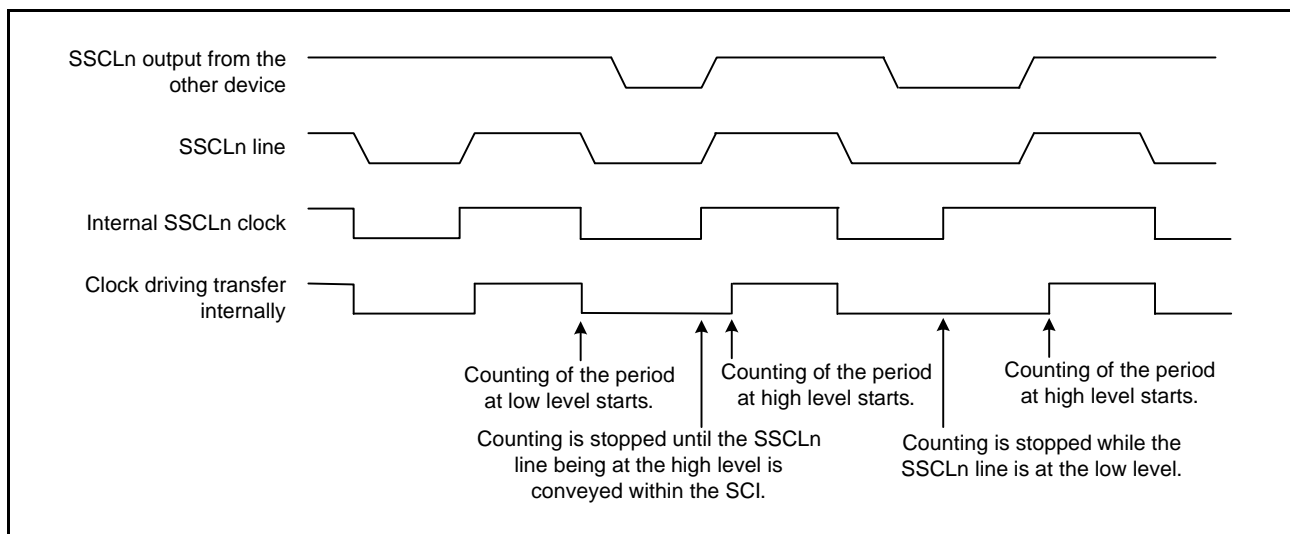 SSCLn output from the
other device
SSCLn line
Internal SSCLn clock
Clock driving transfer
internally
Counting of the period
at low level starts.
Counting of the period
at high level starts.
Counting of the period
at high level starts.
Counting is stopped until the SSCLn
line being at the high level is
conveyed within the SCI.
Counting is stopped while the
SSCLn line is at the low level.